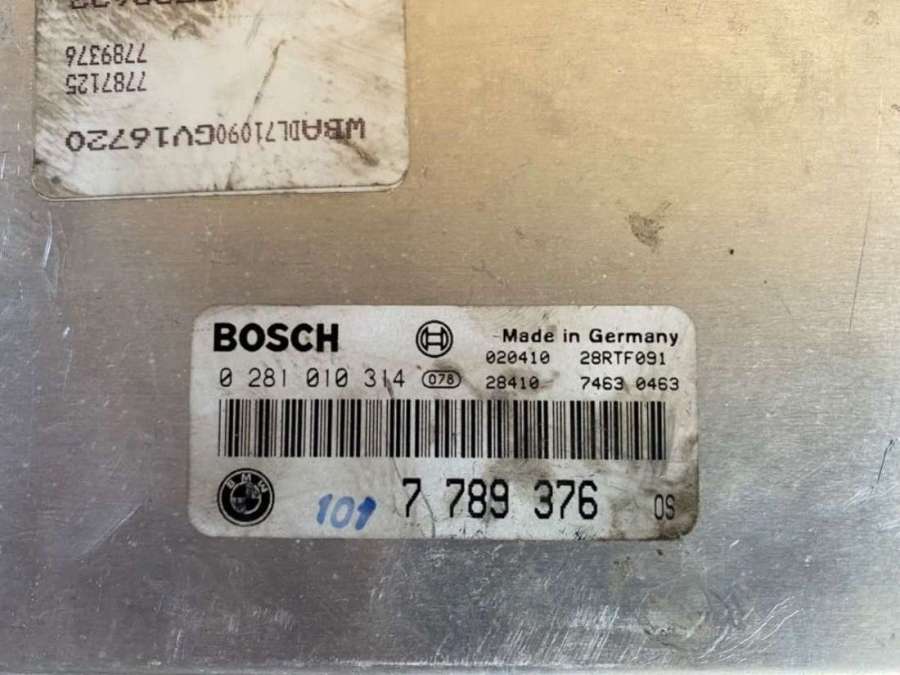 WBADL71090GV16720
7787125
7789376
BOSCH
Made in Germany
020410 28RTF091
0 281 010 314 078 28410 7463 0463
BMW
101 7 789 376 OS